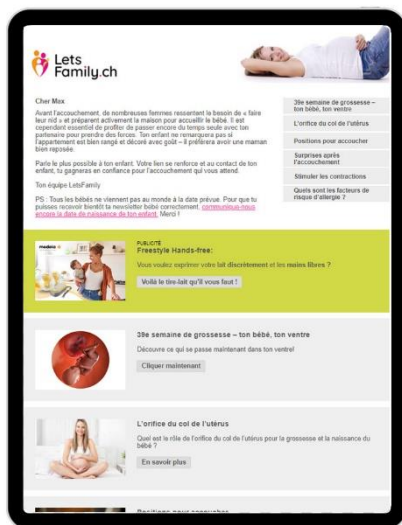 Lets
Family.ch
Cher Max
Avant l'accouchement, de nombreuses femmes ressentent le besoin de « faire
leur nid » et préparent activement la maison pour accueillir le bébé. Il est
cependant essentiel de profiter de passer encore du temps seule avec ton
partenaire pour prendre des forces. Ton enfant ne remarquera pas si
l'appartement est bien rangé et décoré avec goût – il préférera avoir une maman
bien reposée.
Parle le plus possible à ton enfant. Votre lien se renforce et au contact de ton
enfant, tu gagneras en confiance pour l'accouchement qui vous attend.
Ton équipe LetsFamily
PS : Tous les bébés ne viennent pas au monde à la date prévue. Pour que tu
puisses recevoir bientôt ta newsletter bébé correctement, communique-nous
encore la date de naissance de ton enfant. Merci !
39e semaine de grossesse –
ton bébé, ton ventre
L'orifice du col de l'utérus
Positions pour accoucher
Surprises après
l'accouchement
Stimuler les contractions
Quels sont les facteurs de
risque d'allergie ?
medela
PUBLICITÉ
Freestyle Hands-free:
Vous voulez exprimer votre lait discrètement et les mains libres ?
Voilà le tire-lait qu'il vous faut !
39e semaine de grossesse – ton bébé, ton ventre
Découvre ce qui se passe maintenant dans ton ventre!
Cliquer maintenant
L'orifice du col de l'utérus
Quel est le rôle de l'orifice du col de l'utérus pour la grossesse et la naissance du
bébé ?
En savoir plus
Positions pour accoucher